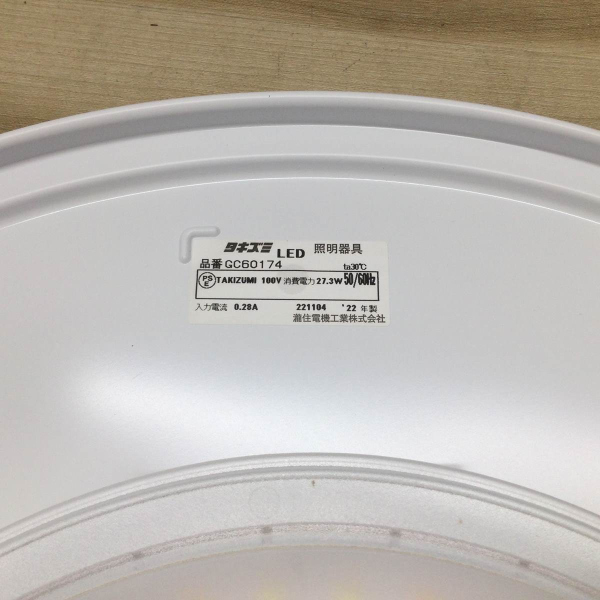 タキズミ LED 照明器具
品番 GC60174 ta30℃
PSE TAKIZUMI 100V 消費電力 27.3W 50/60Hz
入力電流 0.28A 221104 '22 年製
瀧住電機工業株式会社